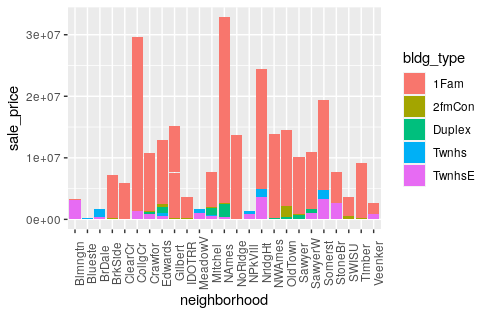 sale_price
3e+07
2e+07
1e+07
0e+00
Blmngtn
Blueste
BrDale
BrkSide
ClearCr
CollgCr
Crawfor
Edwards
Gilbert
IDOTRR
MeadowV
Mitchel
NAmes
NoRidge
NPkVill
NridgHt
NWAmes
OldTown
Sawyer
SawyerW
Somerst
StoneBr
SWISU
Timber
Veenker
neighborhood
bldg_type
1Fam
2fmCon
Duplex
Twnhs
TwnhsE